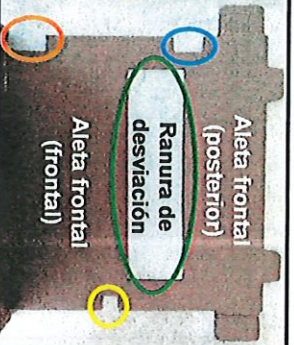 Aleta frontal
(posterior)
Ranura de
desviación
Aleta frontal
(frontal)